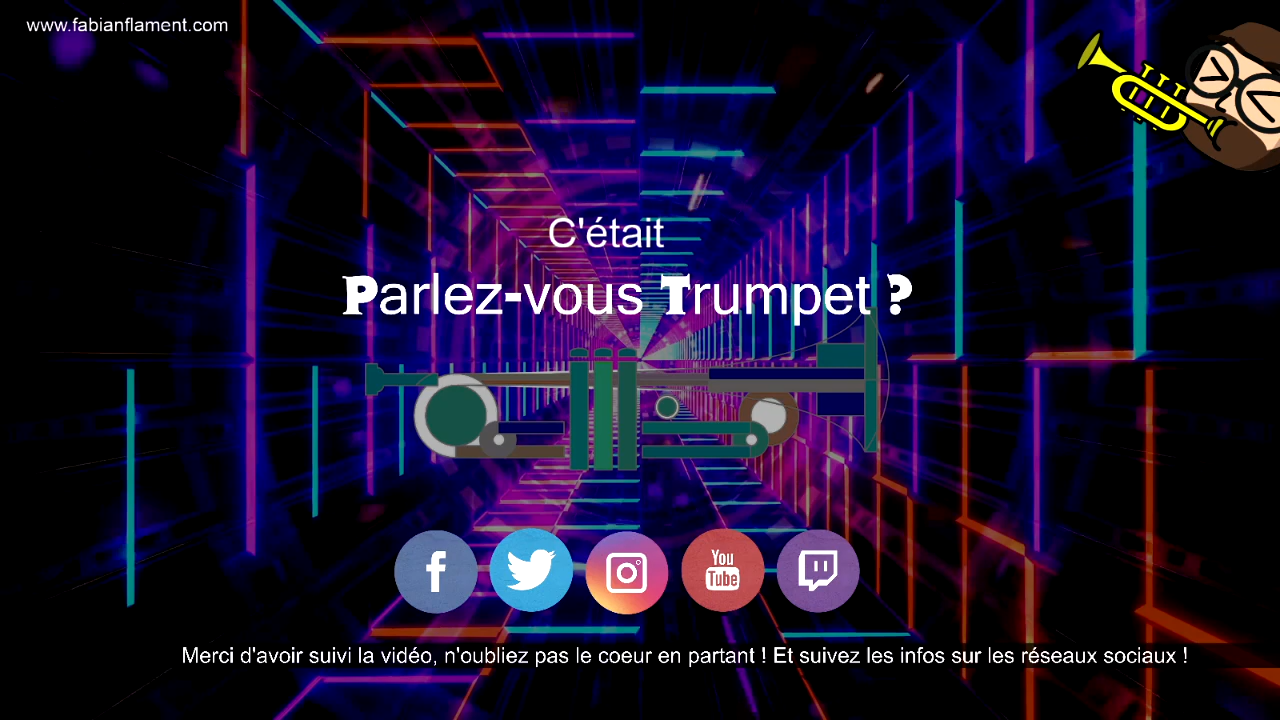 www.fabianflament.com
C'était
Parlez-vous Trumpet ?
You
Tube
Merci d'avoir suivi la vidéo, n'oubliez pas le coeur en partant ! Et suivez les infos sur les réseaux sociaux !